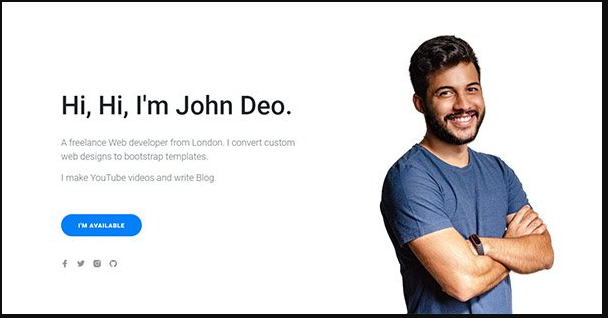 Hi, Hi, I'm John Deo.
A freelance Web developer from London. I convert custom
web designs to bootstrap templates.
I make YouTube videos and write Blog.
I'M AVAILABLE